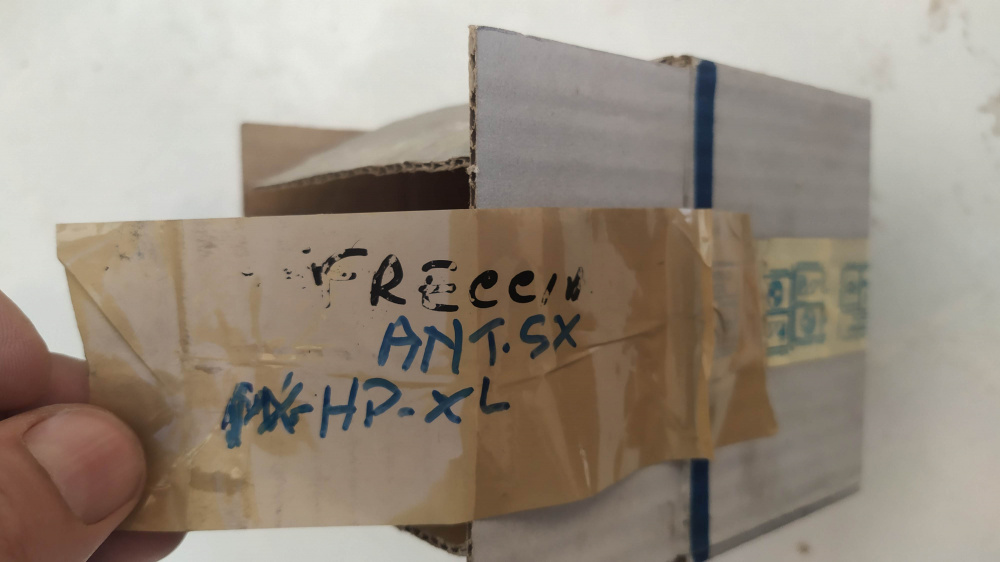 FRECCIA
ANT. SX
HP-XL